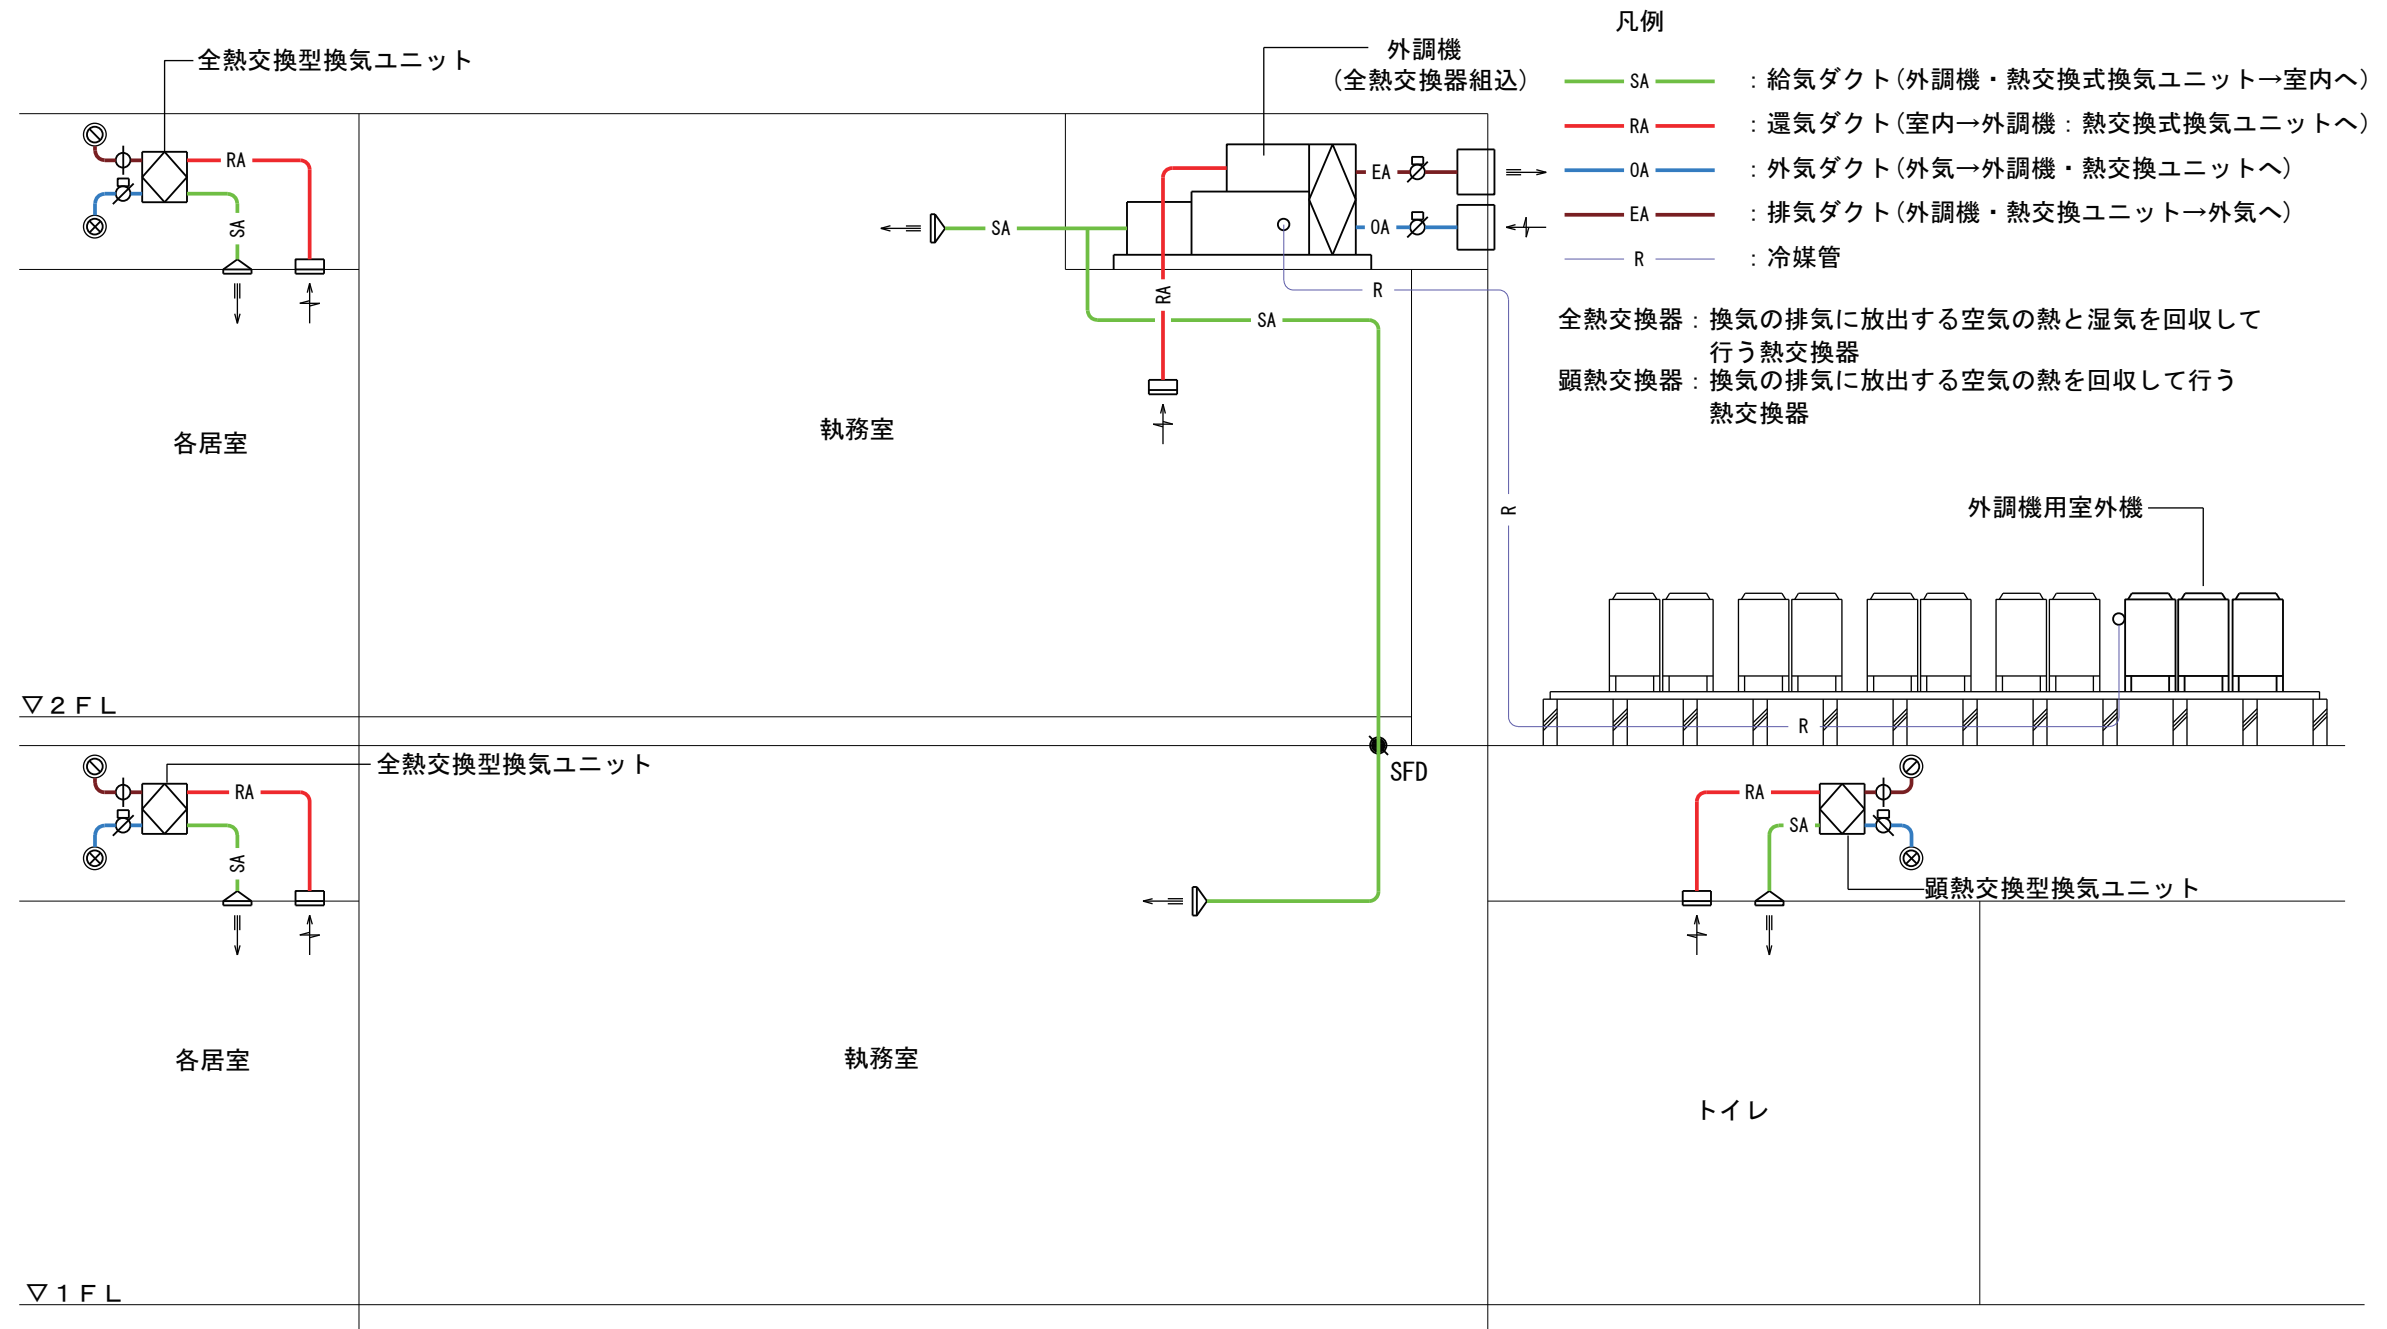 凡例
全熱交換型換気ユニット
外調機
(全熱交換器組込)
SA : 給気ダクト(外調機・熱交換式換気ユニット→室内へ)
RA : 還気ダクト(室内→外調機：熱交換式換気ユニットへ)
OA : 外気ダクト(外気→外調機・熱交換ユニットへ)
EA : 排気ダクト(外調機・熱交換ユニット→外気へ)
R : 冷媒管
全熱交換器：換気の排気に放出する空気の熱と湿気を回収して
行う熱交換器
顕熱交換器：換気の排気に放出する空気の熱を回収して行う
熱交換器
RA
SA
SA
EA
OA
RA
R
SA
各居室
執務室
R
外調機用室外機
▽2FL
R
全熱交換型換気ユニット
SFD
RA
SA
RA
SA
顕熱交換型換気ユニット
各居室
執務室
トイレ
▽1FL